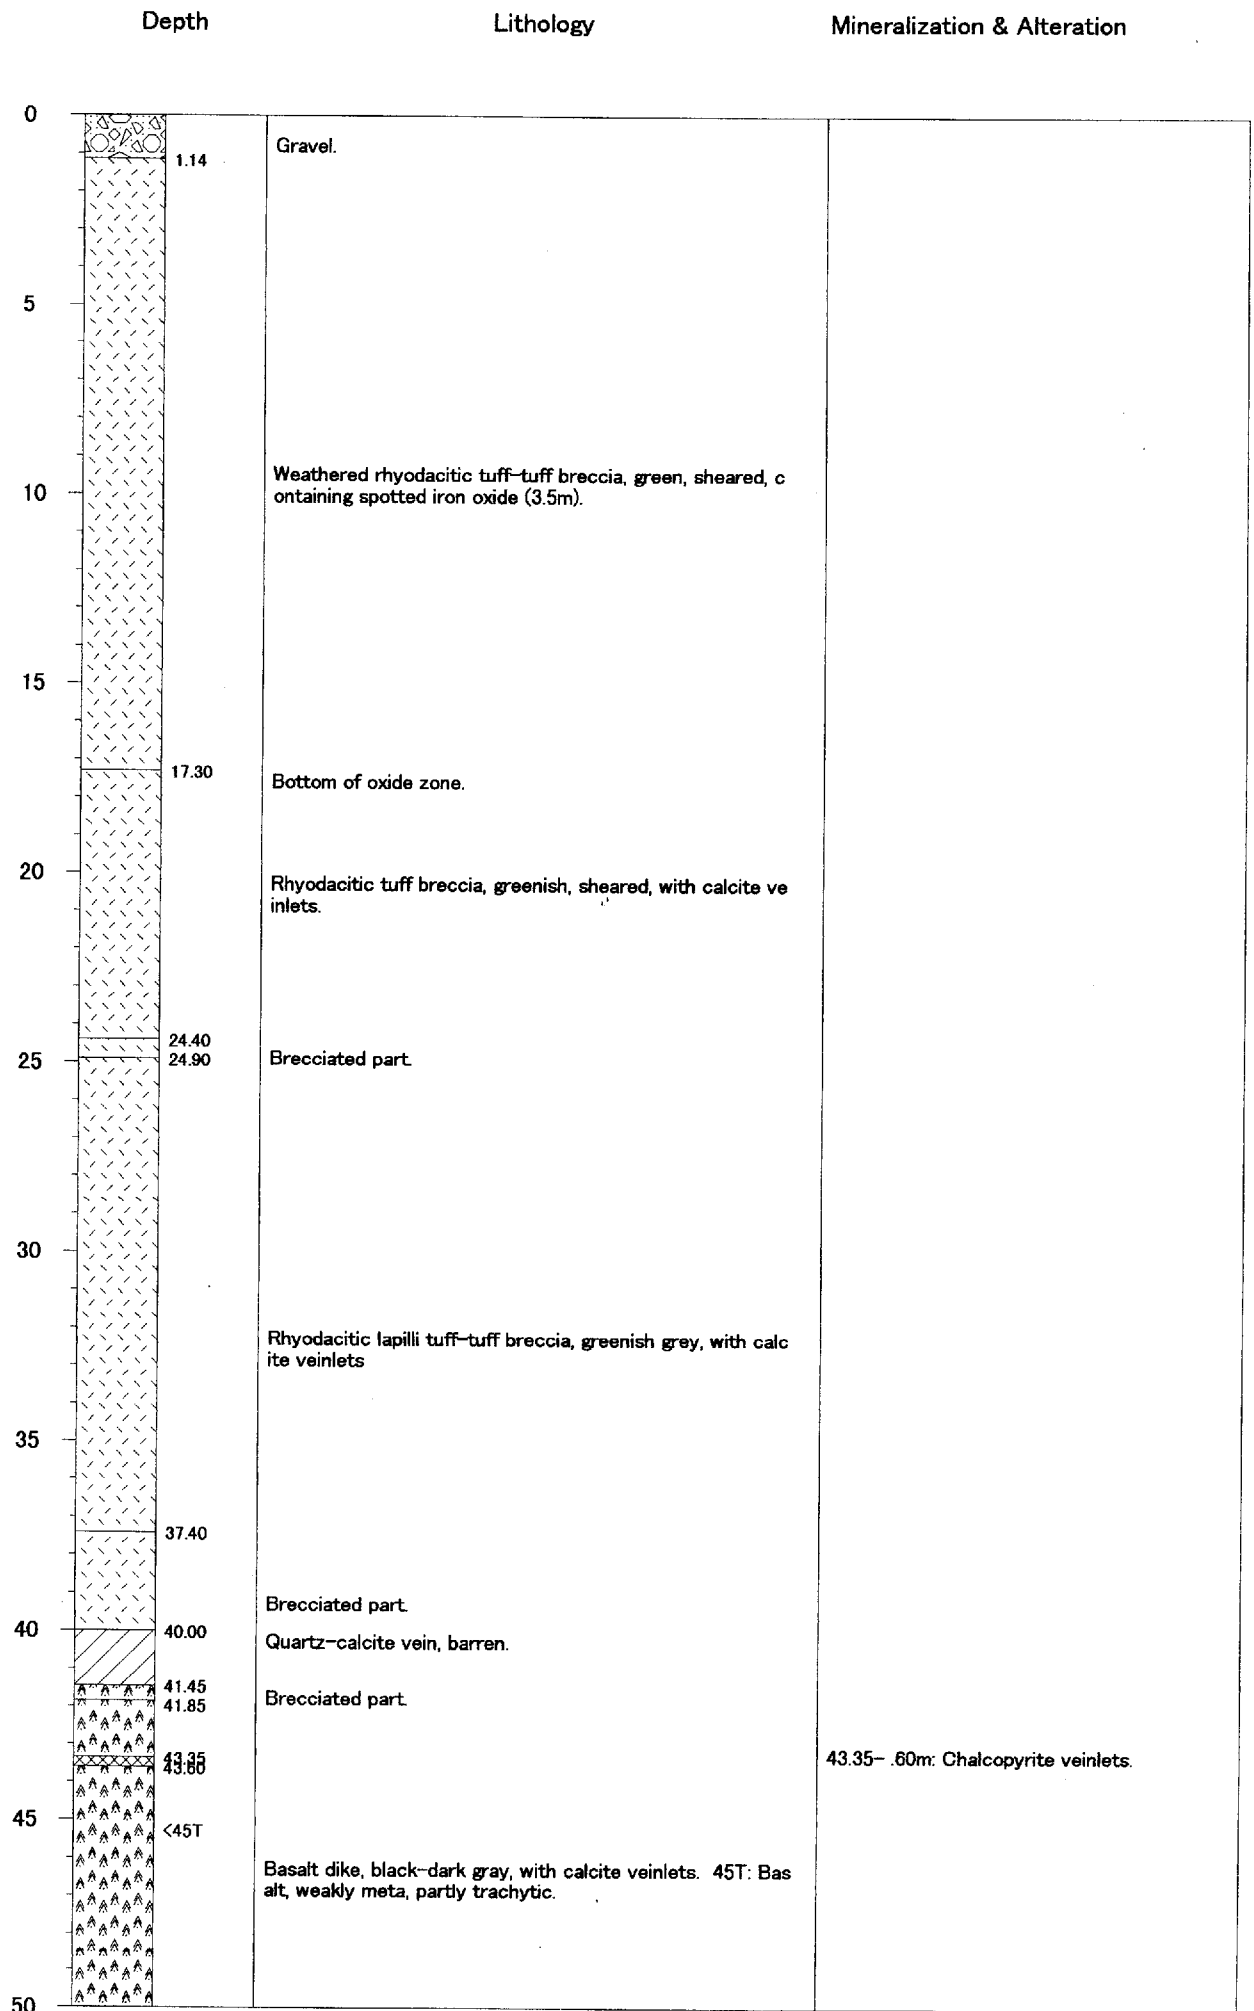 Depth Lithology Mineralization & Alteration
0
Gravel.
1.14
5
Weathered rhyodacitic tuff-tuff breccia, green, sheared, c
10
ontaining spotted iron oxide (3.5m).
15
17.30
Bottom of oxide zone.
20
Rhyodacitic tuff breccia, greenish, sheared, with calcite ve
inlets.
24.40
24.90
25
Brecciated part.
30
Rhyodacitic lapilli tuff-tuff breccia, greenish grey, with calc
ite veinlets
35
37.40
Brecciated part.
40
40.00
Quartz-calcite vein, barren.
41.45
Brecciated part.
41.85
43.35
43.35- .60m: Chalcopyrite veinlets.
43.60
45
<45T
Basalt dike, black-dark gray, with calcite veinlets. 45T: Bas
alt, weakly meta, partly trachytic.
50